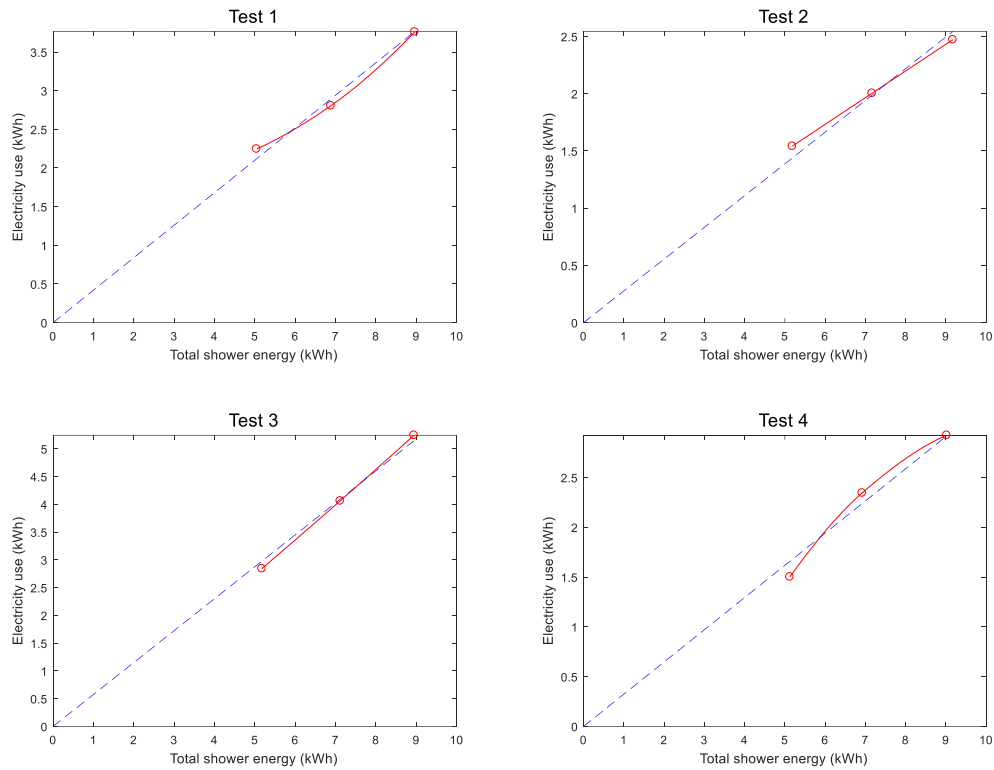 Test 1
3.5
3
2.5
2
1.5
1
0.5
0
Electricity use (kWh)
0 1 2 3 4 5 6 7 8 9 10
Total shower energy (kWh)
Test 2
2.5
2
1.5
1
0.5
0
Electricity use (kWh)
0 1 2 3 4 5 6 7 8 9 10
Total shower energy (kWh)
Test 3
5
4.5
4
3.5
3
2.5
2
1.5
1
0.5
0
Electricity use (kWh)
0 1 2 3 4 5 6 7 8 9 10
Total shower energy (kWh)
Test 4
2.5
2
1.5
1
0.5
0
Electricity use (kWh)
0 1 2 3 4 5 6 7 8 9 10
Total shower energy (kWh)